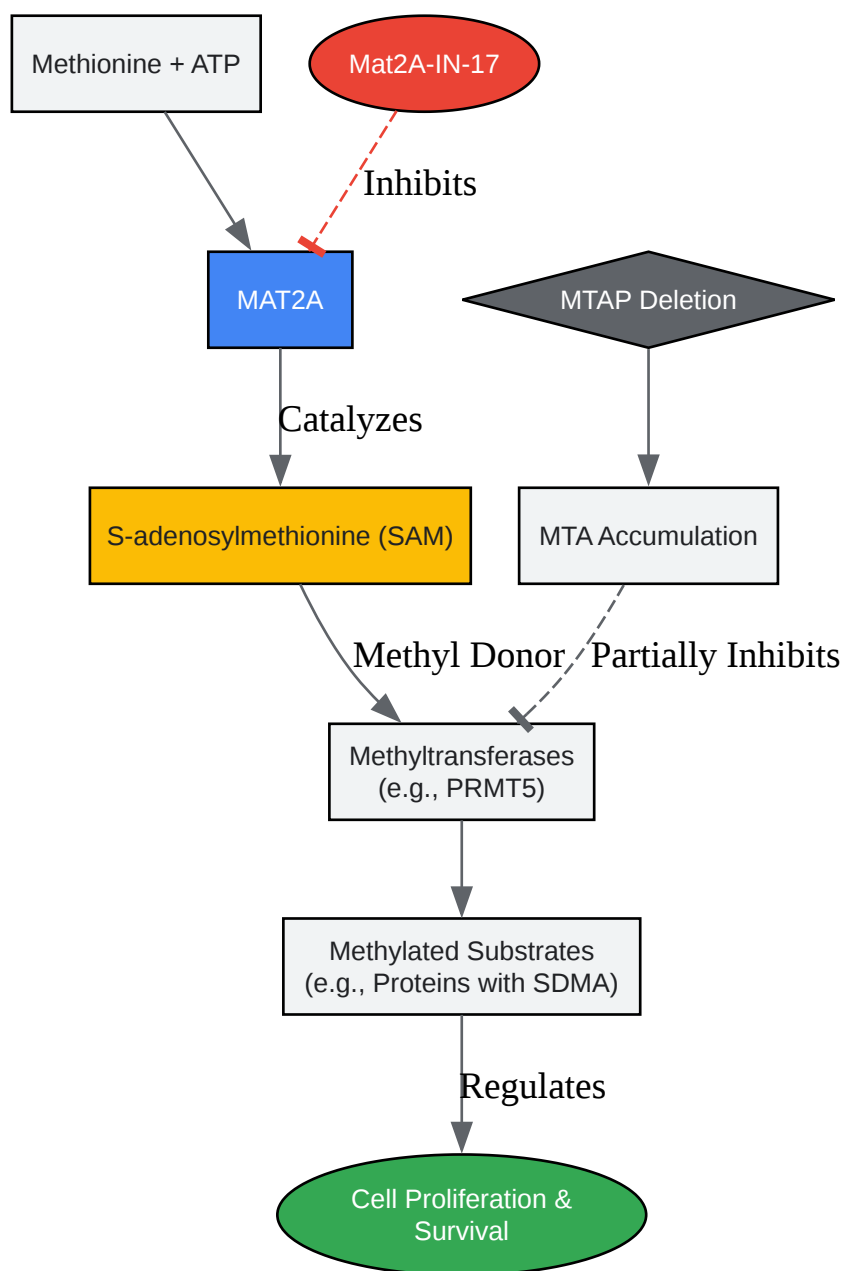 Methionine + ATP
Mat2A-IN-17
Inhibits
MAT2A
MTAP Deletion
Catalyzes
S-adenosylmethionine (SAM)
MTA Accumulation
Methyl Donor
Partially Inhibits
Methyltransferases
(e.g., PRMT5)
Methylated Substrates
(e.g., Proteins with SDMA)
Regulates
Cell Proliferation &
Survival